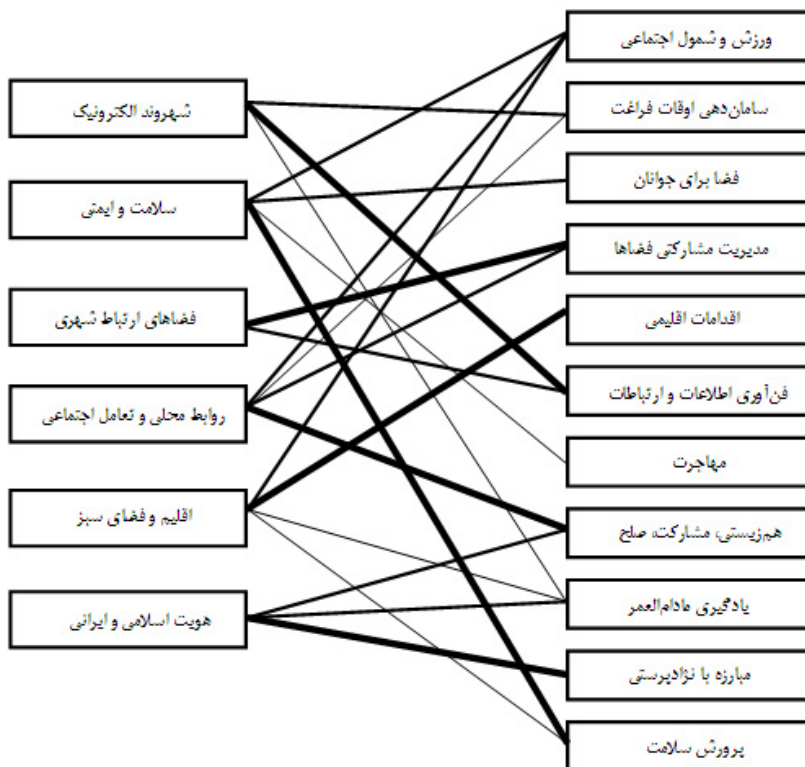 ورزش و شمول اجتماعی
سامان‌دهی اوقات فراغت
فضا برای جوانان
مدیریت مشارکتی فضاها
اقدامات اقلیمی
فن‌آوری اطلاعات و ارتباطات
مهاجرت
هم‌زیستی، مشارکت، صلح
یادگیری مادام‌العمر
مبارزه با نژادپرستی
پرورش سلامت
شهروند الکترونیک
سلامت و ایمنی
فضاهای ارتباط شهری
روابط محلی و تعامل اجتماعی
اقلیم و فضای سبز
هویت اسلامی و ایرانی